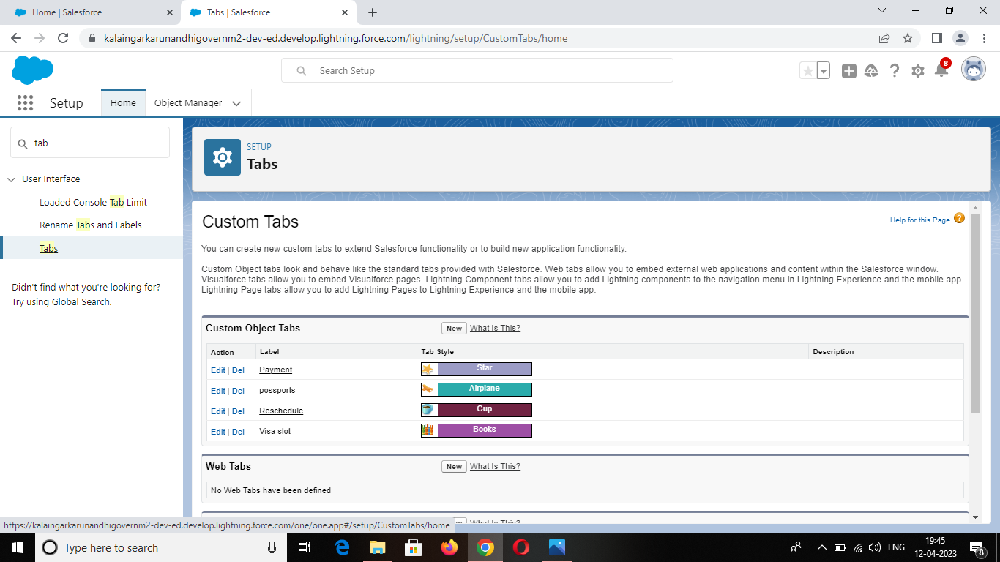 Home | Salesforce
Tabs | Salesforce
kalaingarkarunandhigovernm2-dev-ed.develop.lightning.force.com/lightning/setup/CustomTabs/home
Search Setup
8
Setup
Home
Object Manager
tab
User Interface
Loaded Console Tab Limit
Rename Tabs and Labels
Tabs
Didn't find what you're looking for?
Try using Global Search.
SETUP
Tabs
Custom Tabs
Help for this Page
You can create new custom tabs to extend Salesforce functionality or to build new application functionality.
Custom Object tabs look and behave like the standard tabs provided with Salesforce. Web tabs allow you to embed external web applications and content within the Salesforce window.
Visualforce tabs allow you to embed Visualforce pages. Lightning Component tabs allow you to add Lightning components to the navigation menu in Lightning Experience and the mobile app.
Lightning Page tabs allow you to add Lightning Pages to Lightning Experience and the mobile app.
Custom Object Tabs New What Is This?
Action Label Tab Style Description
Edit | Del Payment Star
Edit | Del possports Airplane
Edit | Del Reschedule Cup
Edit | Del Visa slot Books
Web Tabs New What Is This?
No Web Tabs have been defined
What Is This?
https://kalaingarkarunandhigovernm2-dev-ed.develop.lightning.force.com/one/one.app#/setup/CustomTabs/home
Type here to search
ENG
19:45
12-04-2023
8